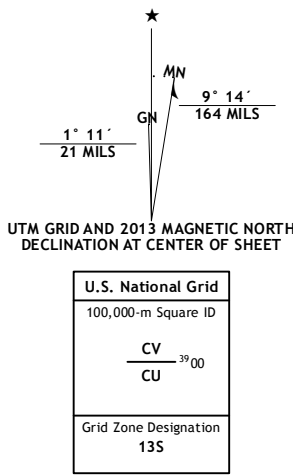 ★
MN
GN
9° 14´
164 MILS
1° 11´
21 MILS
UTM GRID AND 2013 MAGNETIC NORTH
DECLINATION AT CENTER OF SHEET
U.S. National Grid
100,000-m Square ID
CV
CU
3900
Grid Zone Designation
13S